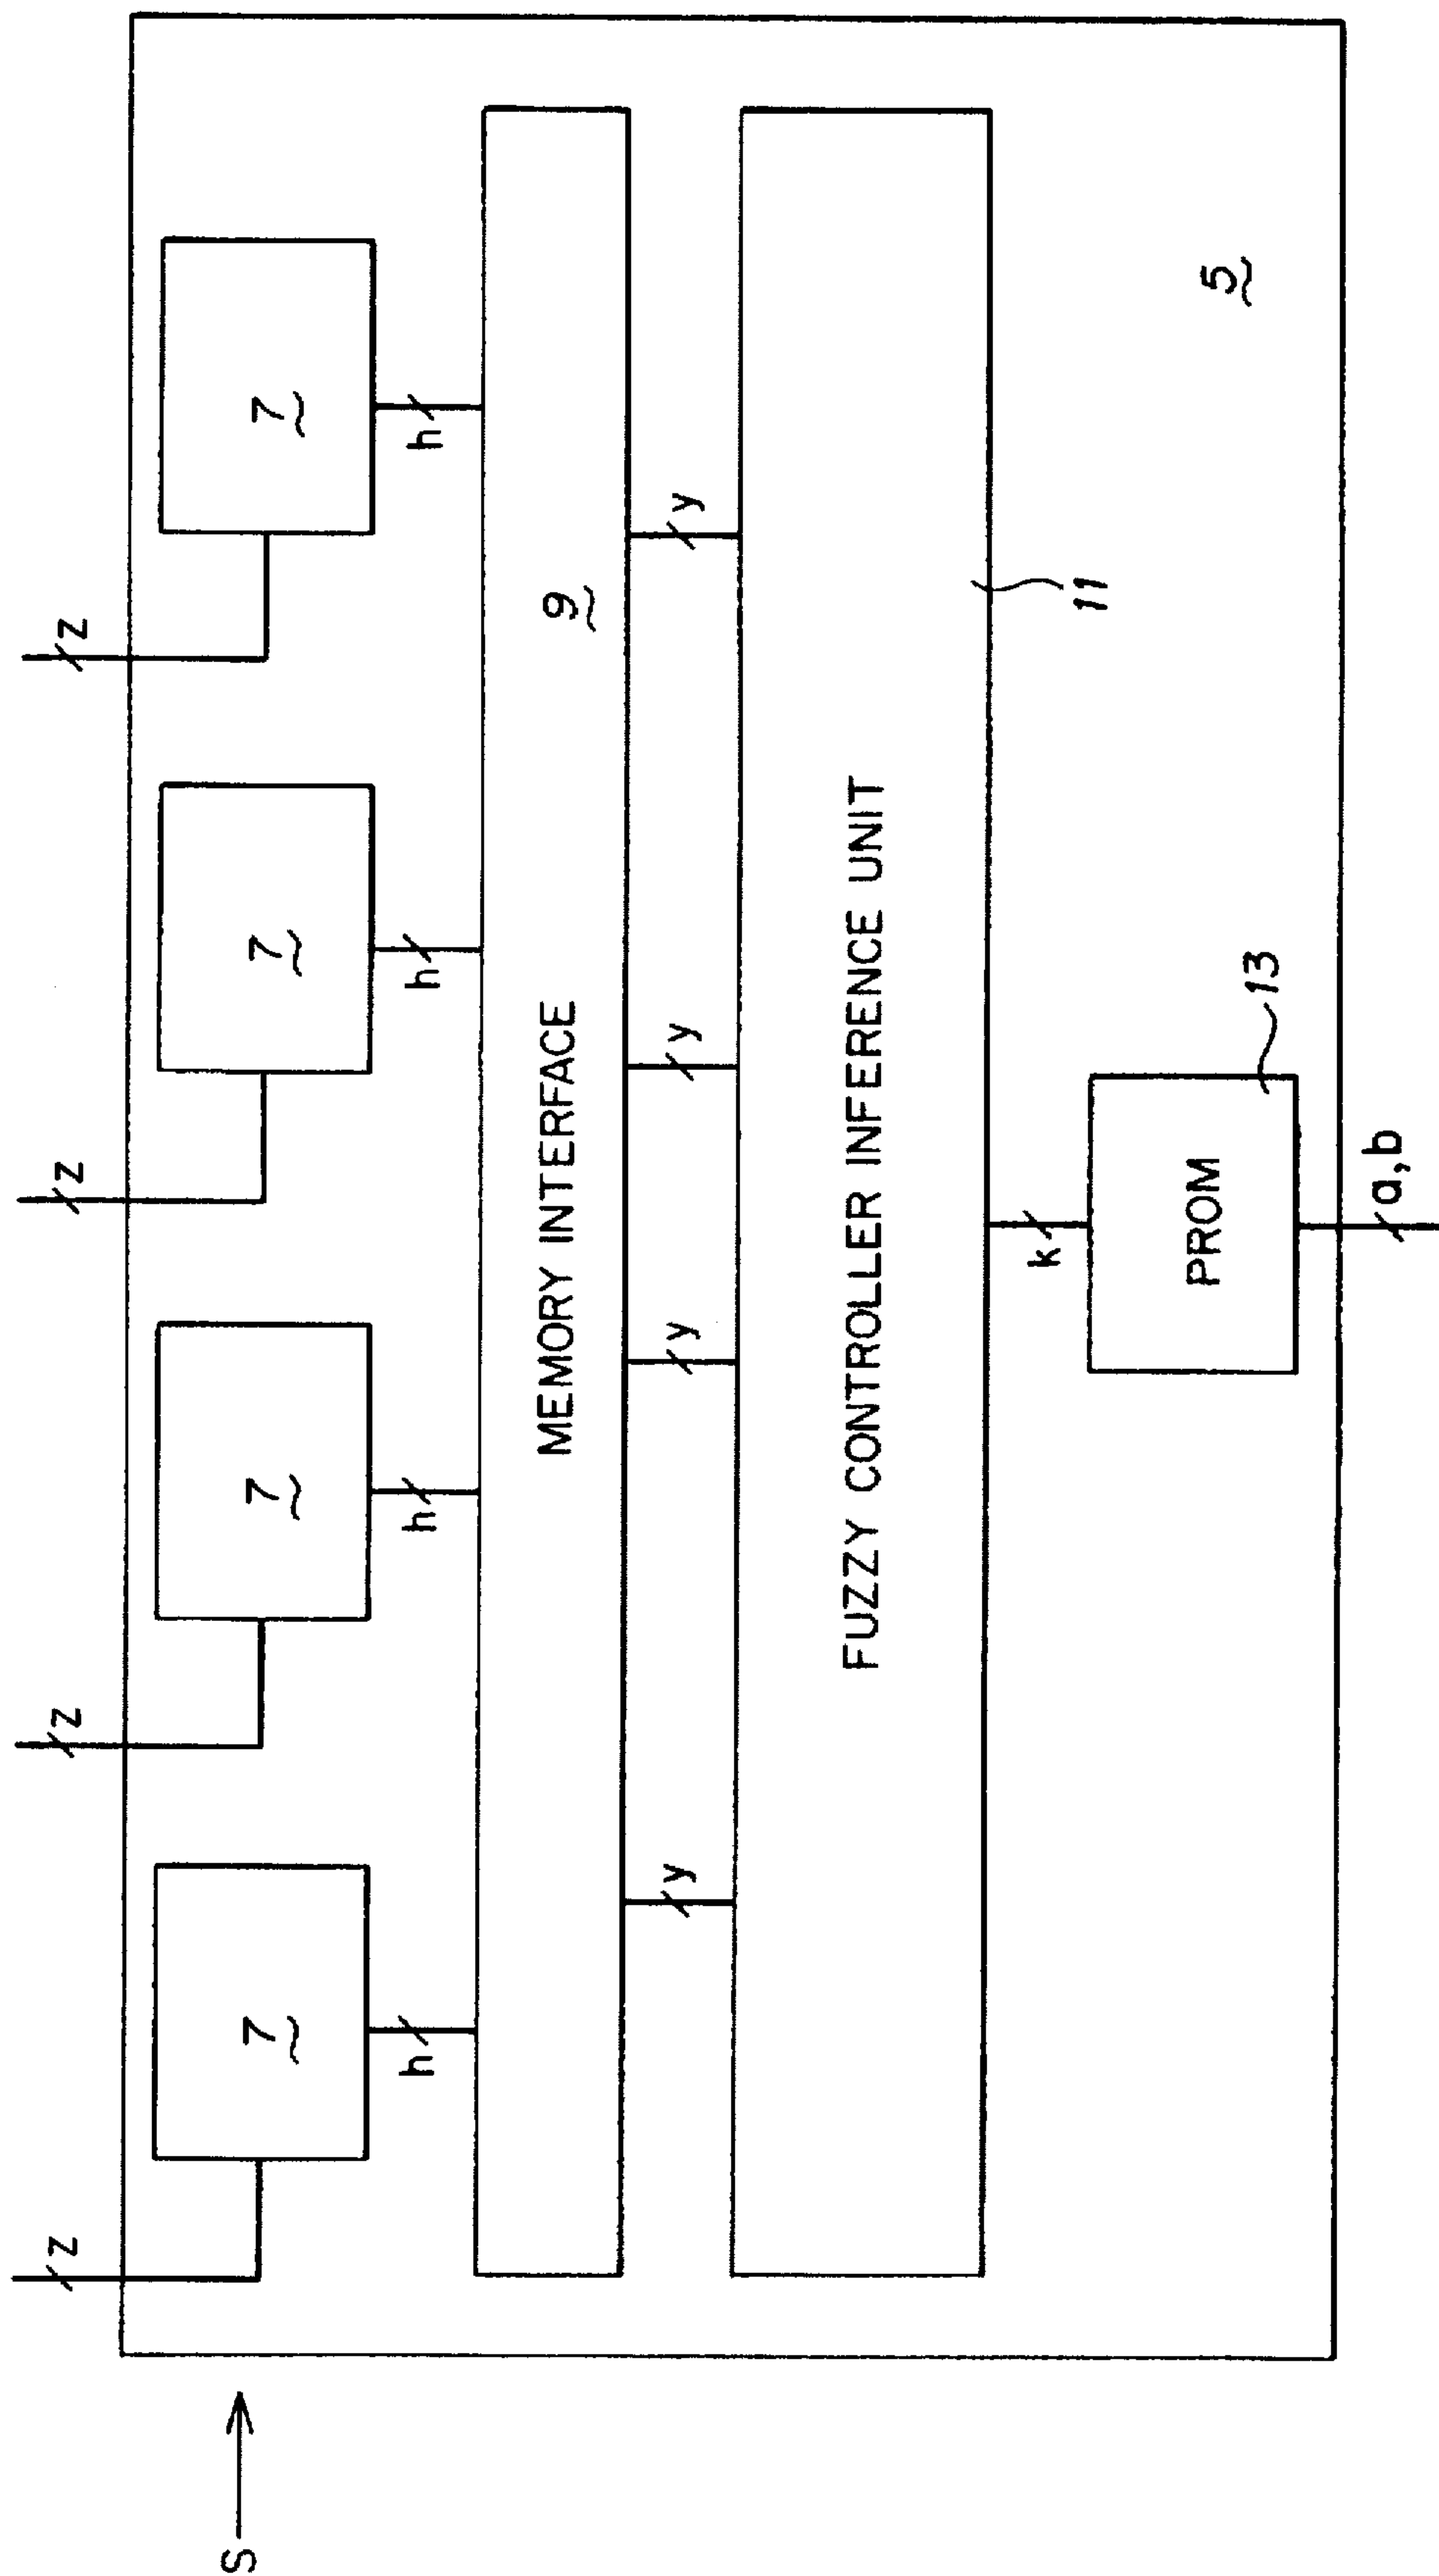 z
z
z
z
S
7
7
7
7
h
h
h
h
MEMORY INTERFACE
9
y
y
y
y
FUZZY CONTROLLER INFERENCE UNIT
11
k
PROM
13
5
a,b